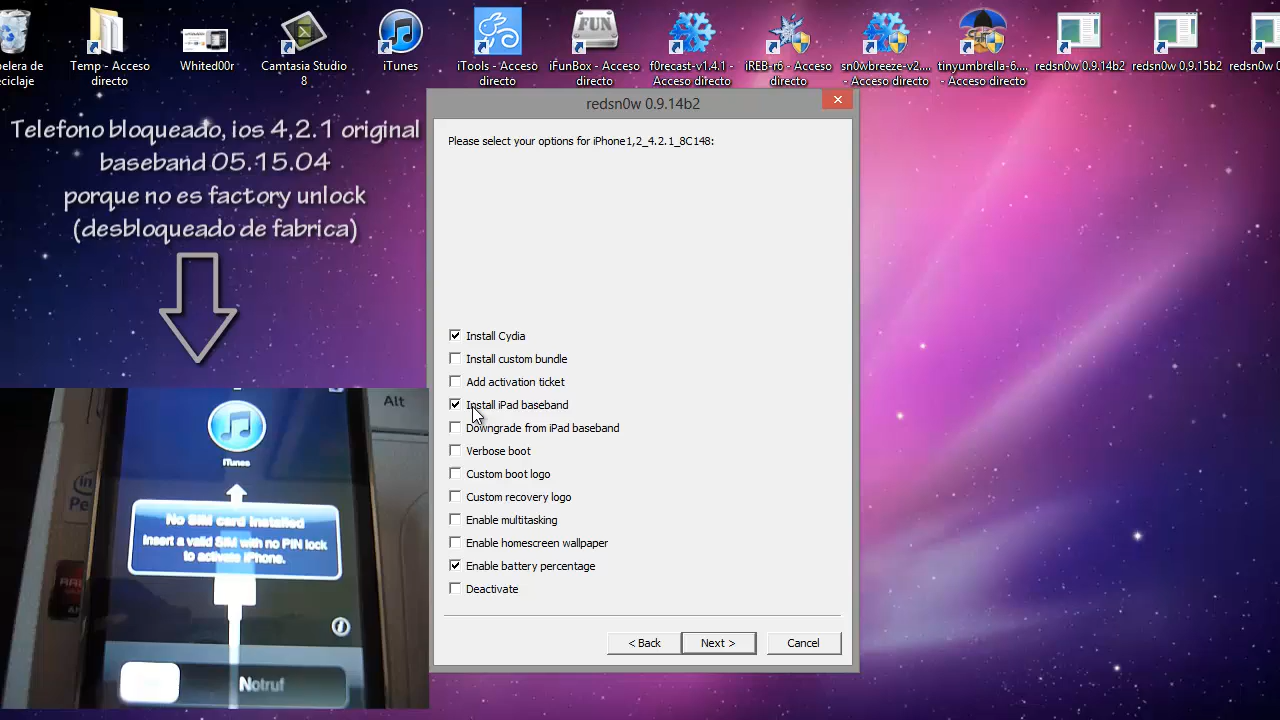 elera de
ciclaje
Temp - Acceso
directo
Whited00r
Camtasia Studio
8
iTunes
iTools - Acceso
directo
iFunBox - Acceso
directo
f0recast-v1.4.1 -
Acceso directo
iREB-r6 - Acceso
directo
sn0wbreeze-v2....
- Acceso directo
tinyumbrella-6....
- Acceso directo
redsn0w 0.9.14b2
redsn0w 0.9.15b2
redsn0w 0
FUN
redsn0w 0.9.14b2
Please select your options for iPhone1,2_4.2.1_8C148:
Telefono bloqueado, ios 4,2.1 original
baseband 05.15.04
porque no es factory unlock
(desbloqueado de fabrica)
Install Cydia
Install custom bundle
Add activation ticket
Install iPad baseband
Downgrade from iPad baseband
Verbose boot
Custom boot logo
Custom recovery logo
Enable multitasking
Enable homescreen wallpaper
Enable battery percentage
Deactivate
< Back
Next >
Cancel
Alt
iTunes
No SIM card installed
Insert a valid SIM with no PIN lock
to activate iPhone.
Notruf